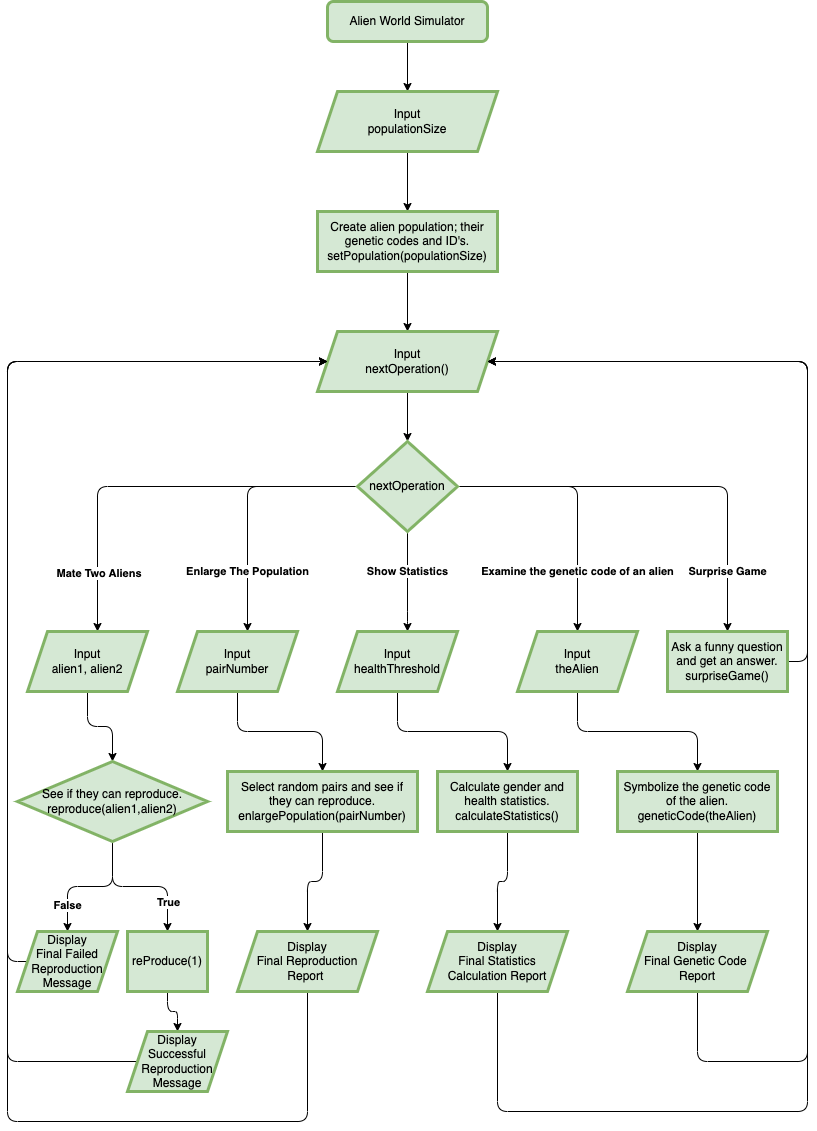 Alien World Simulator
Input
populationSize
Create alien population; their
genetic codes and ID's.
setPopulation(populationSize)
Input
nextOperation()
nextOperation
Mate Two Aliens
Enlarge The Population
Show Statistics
Examine the genetic code of an alien
Surprise Game
Input
alien1, alien2
Input
pairNumber
Input
healthThreshold
Input
theAlien
Ask a funny question
and get an answer.
surpriseGame()
See if they can reproduce.
reproduce(alien1,alien2)
Select random pairs and see if
they can reproduce.
enlargePopulation(pairNumber)
Calculate gender and
health statistics.
calculateStatistics()
Symbolize the genetic code
of the alien.
geneticCode(theAlien)
False
True
Display
Final Failed
Reproduction
Message
reProduce(1)
Display
Final Reproduction
Report
Display
Final Statistics
Calculation Report
Display
Final Genetic Code
Report
Display
Successful
Reproduction
Message